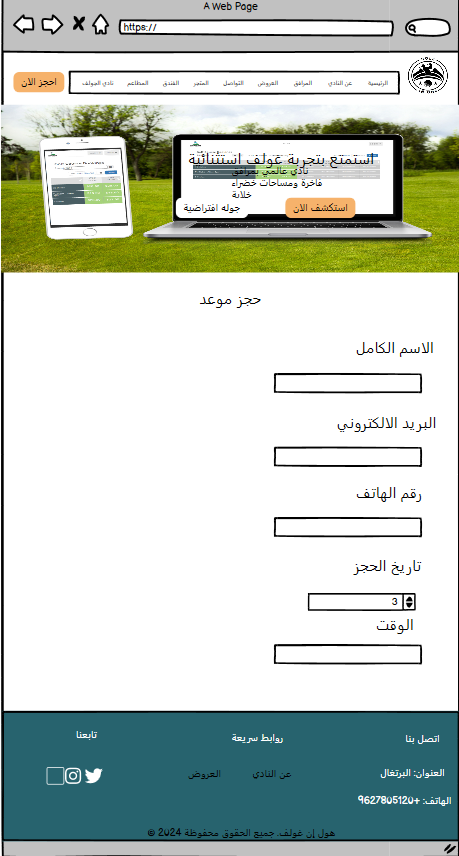 A Web Page
https://
الرئيسية عن النادي المرافق العروض التواصل المتجر الفندق المطاعم نادي الجولف
احجز الان
استمتع بتجربة غولف استثنائية
نادي عالمي بمرافق
فاخرة ومساحات خضراء
خلابة
استكشف الان
جوله افتراضية
حجز موعد
الاسم الكامل
البريد الالكتروني
رقم الهاتف
تاريخ الحجز
3
الوقت
اتصل بنا
العنوان: البرتغال
الهاتف: +9627805120
روابط سريعة
عن النادي
العروض
تابعنا
هول إن غولف. جميع الحقوق محفوظة 2024 ©